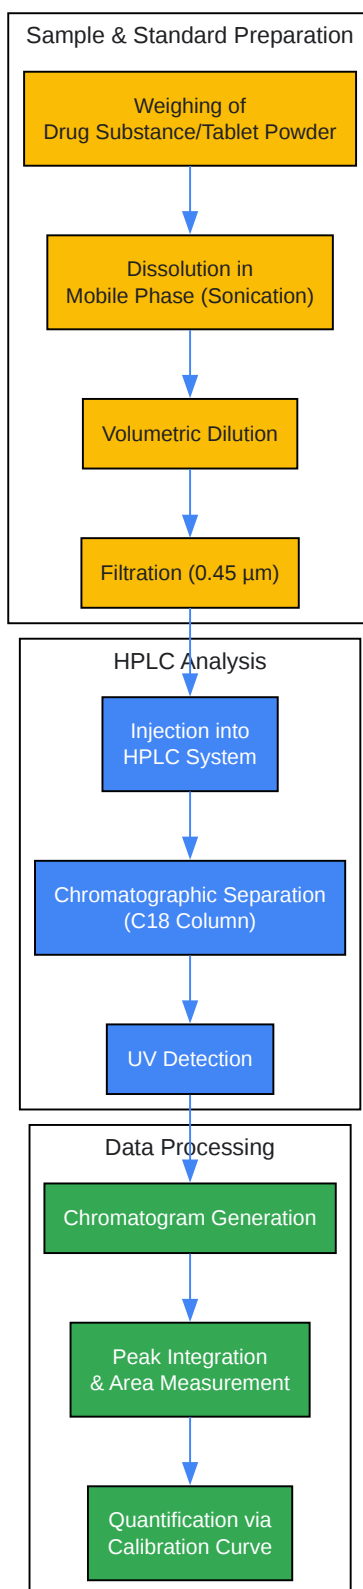 Sample & Standard Preparation
Weighing of
Drug Substance/Tablet Powder
Dissolution in
Mobile Phase (Sonication)
Volumetric Dilution
Filtration (0.45 µm)
HPLC Analysis
Injection into
HPLC System
Chromatographic Separation
(C18 Column)
UV Detection
Data Processing
Chromatogram Generation
Peak Integration
& Area Measurement
Quantification via
Calibration Curve